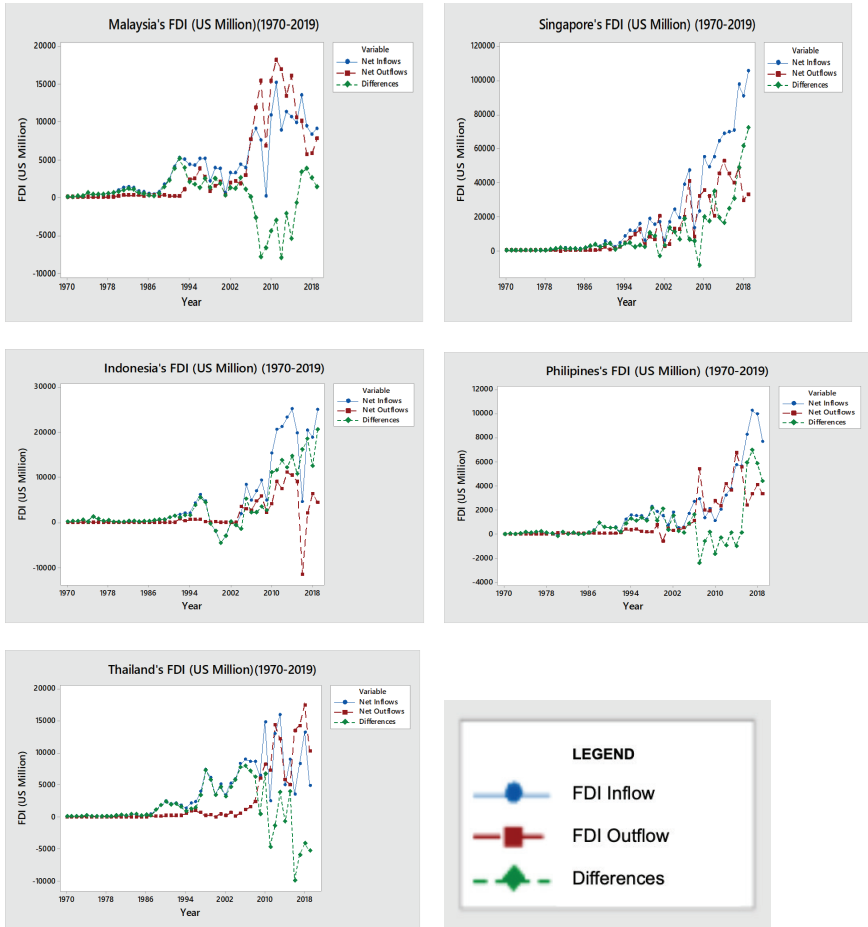 Malaysia's FDI (US Million)(1970-2019)
20000
15000
10000
5000
0
-5000
-10000
FDI (US Million)
1970 1978 1986 1994 2002 2010 2018
Year
Variable
Net Inflows
Net Outflows
Differences
Singapore's FDI (US Million) (1970-2019)
120000
100000
80000
60000
40000
20000
0
FDI (US Million)
1970 1978 1986 1994 2002 2010 2018
Year
Variable
Net Inflows
Net Outflows
Differences
Indonesia's FDI (US Million) (1970-2019)
30000
20000
10000
0
-10000
FDI (US Million)
1970 1978 1986 1994 2002 2010 2018
Year
Variable
Net Inflows
Net Outflows
Differences
Philipines's FDI (US Million) (1970-2019)
12000
10000
8000
6000
4000
2000
0
-2000
-4000
FDI (US Million)
1970 1978 1986 1994 2002 2010 2018
Year
Variable
Net Inflows
Net Outflows
Differences
Thailand's FDI (US Million)(1970-2019)
20000
15000
10000
5000
0
-5000
-10000
FDI (US Million)
1970 1978 1986 1994 2002 2010 2018
Year
Variable
Net Inflows
Net Outflows
Differences
LEGEND
FDI Inflow
FDI Outflow
Differences